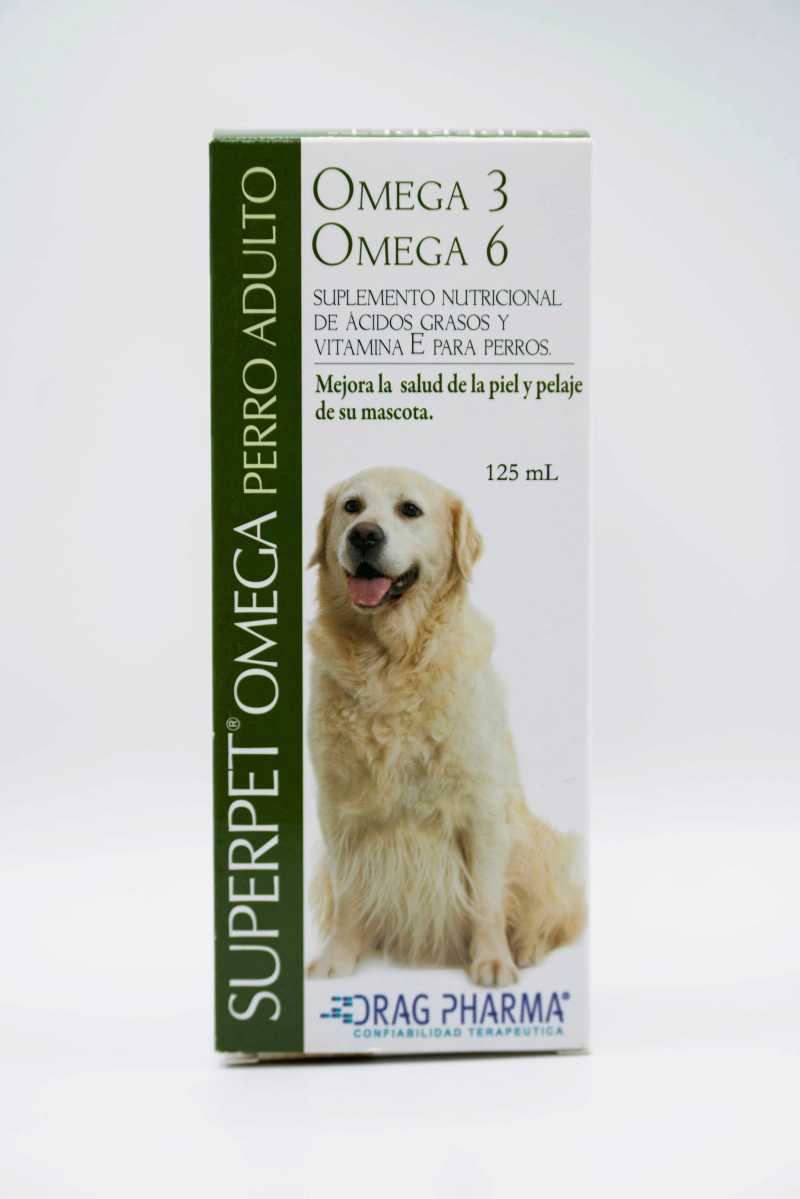 SUPERPET® OMEGA PERRO ADULTO
OMEGA 3
OMEGA 6
SUPLEMENTO NUTRICIONAL
DE ÁCIDOS GRASOS Y
VITAMINA E PARA PERROS.
Mejora la salud de la piel y pelaje
de su mascota.
125 mL
DRAG PHARMA®
CONFIABILIDAD TERAPEUTICA